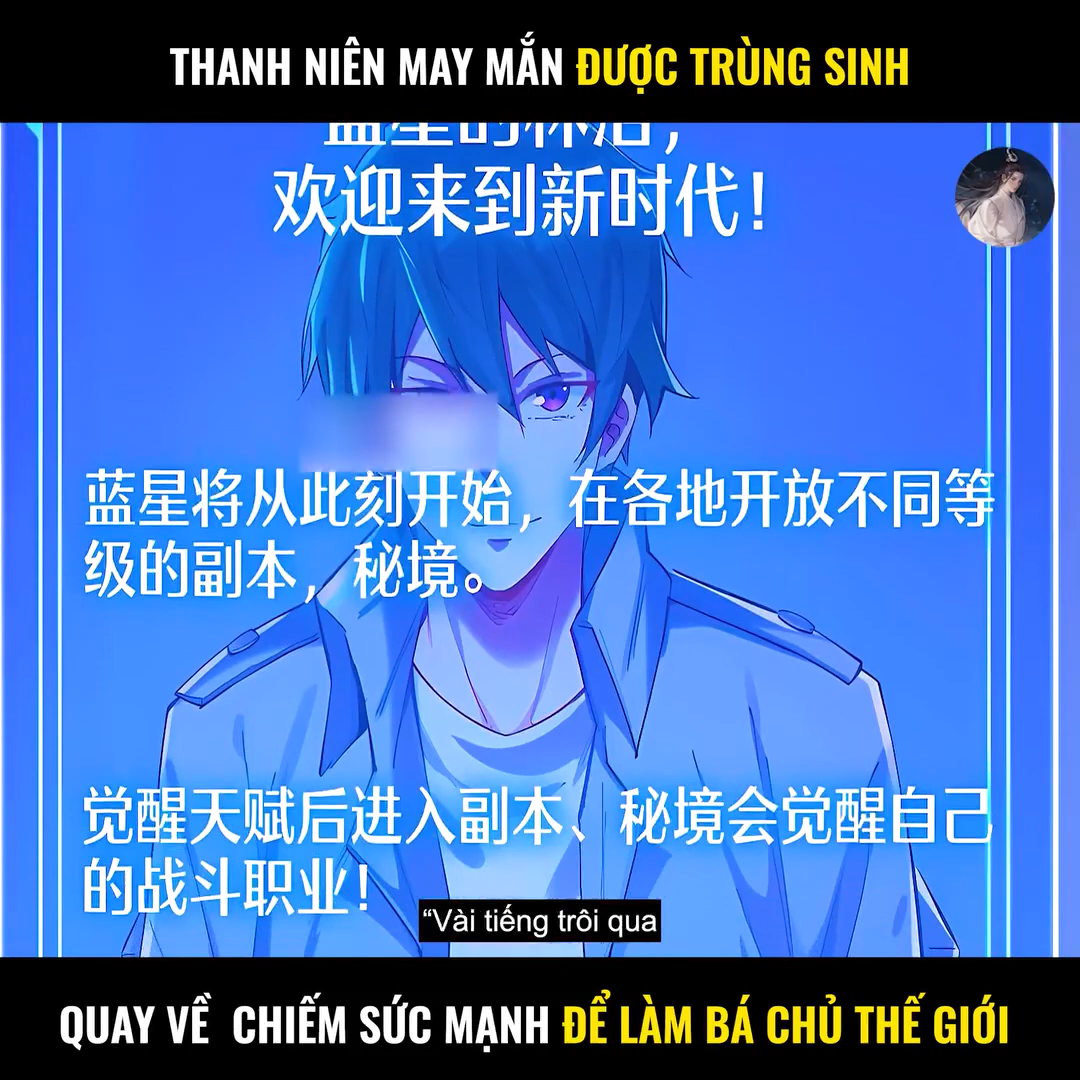 THANH NIÊN MAY MẮN ĐƯỢC TRÙNG SINH
欢迎来到新时代！
蓝星将从此刻开始，在各地开放不同等
级的副本，秘境。
觉醒天赋后进入副本、秘境会觉醒自己
的战斗职业！
“Vài tiếng trôi qua
QUAY VỀ CHIẾM SỨC MẠNH ĐỂ LÀM BÁ CHỦ THẾ GIỚI